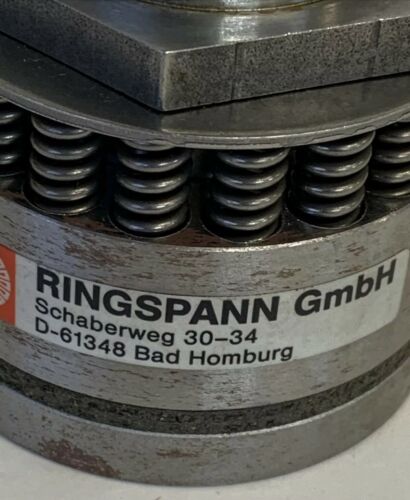 RINGSPANN GmbH
Schaberweg 30–34
D-61348 Bad Homburg